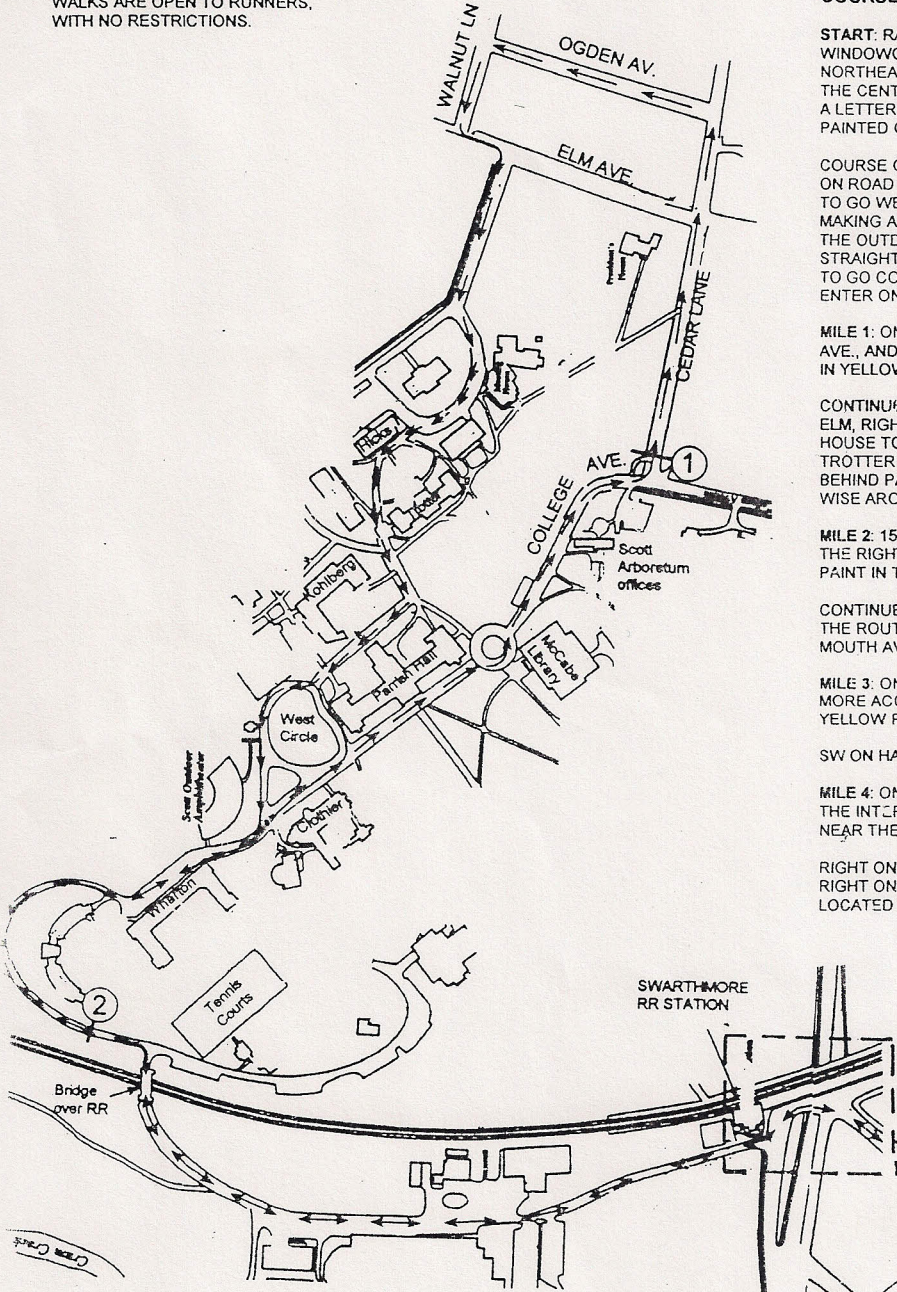 WALKS ARE OPEN TO RUNNERS,
WITH NO RESTRICTIONS.
WALNUT LN
OGDEN AV.
ELM AVE.
President's
House
CEDAR LANE
Ricks
1
COLLEGE AVE.
Scott
Arboretum
offices
Kohlberg
Parrish Hall
McCabe
Library
West
Circle
Scott Outdoor
Amphitheater
Clothier
Wharton
2
Tennis
Courts
Bridge
over RR
SWARTHMORE
RR STATION
Crum Creek
START: RA
WINDOWO
NORTHEA
THE CENT
A LETTER
PAINTED
COURSE
ON ROAD
TO GO WE
MAKING A
THE OUTD
STRAIGHT
TO GO CO
ENTER ON
MILE 1: ON
AVE., AND
IN YELLOW
CONTINUE
ELM, RIGH
HOUSE TO
TROTTER
BEHIND PA
WISE ARO
MILE 2: 15
THE RIGHT
PAINT IN T
CONTINUE
THE ROUT
MOUTH AV
MILE 3: ON
MORE ACC
YELLOW P
SW ON HA
MILE 4: ON
THE INTER
NEAR THE
RIGHT ON
RIGHT ON
LOCATED